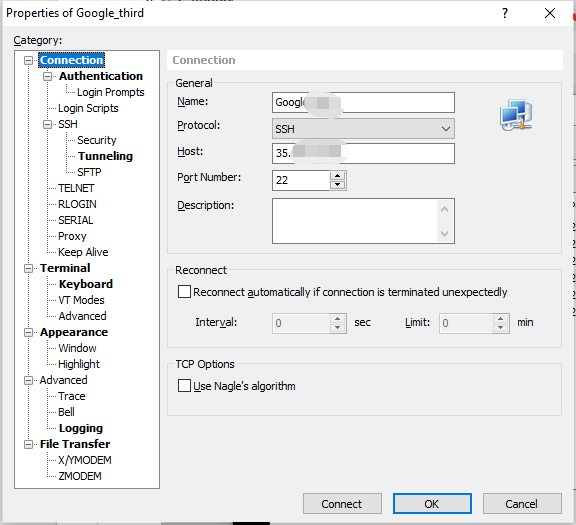 Properties of Google_third
Category:
Connection
Authentication
Login Prompts
Login Scripts
SSH
Security
Tunneling
SFTP
TELNET
RLOGIN
SERIAL
Proxy
Keep Alive
Terminal
Keyboard
VT Modes
Advanced
Appearance
Window
Highlight
Advanced
Trace
Bell
Logging
File Transfer
X/YMODEM
ZMODEM
Connection
General
Name:
Protocol: SSH
Host: 35.
Port Number: 22
Description:
Reconnect
Reconnect automatically if connection is terminated unexpectedly
Interval: 0 sec Limit: 0 min
TCP Options
Use Nagle's algorithm
Connect OK Cancel